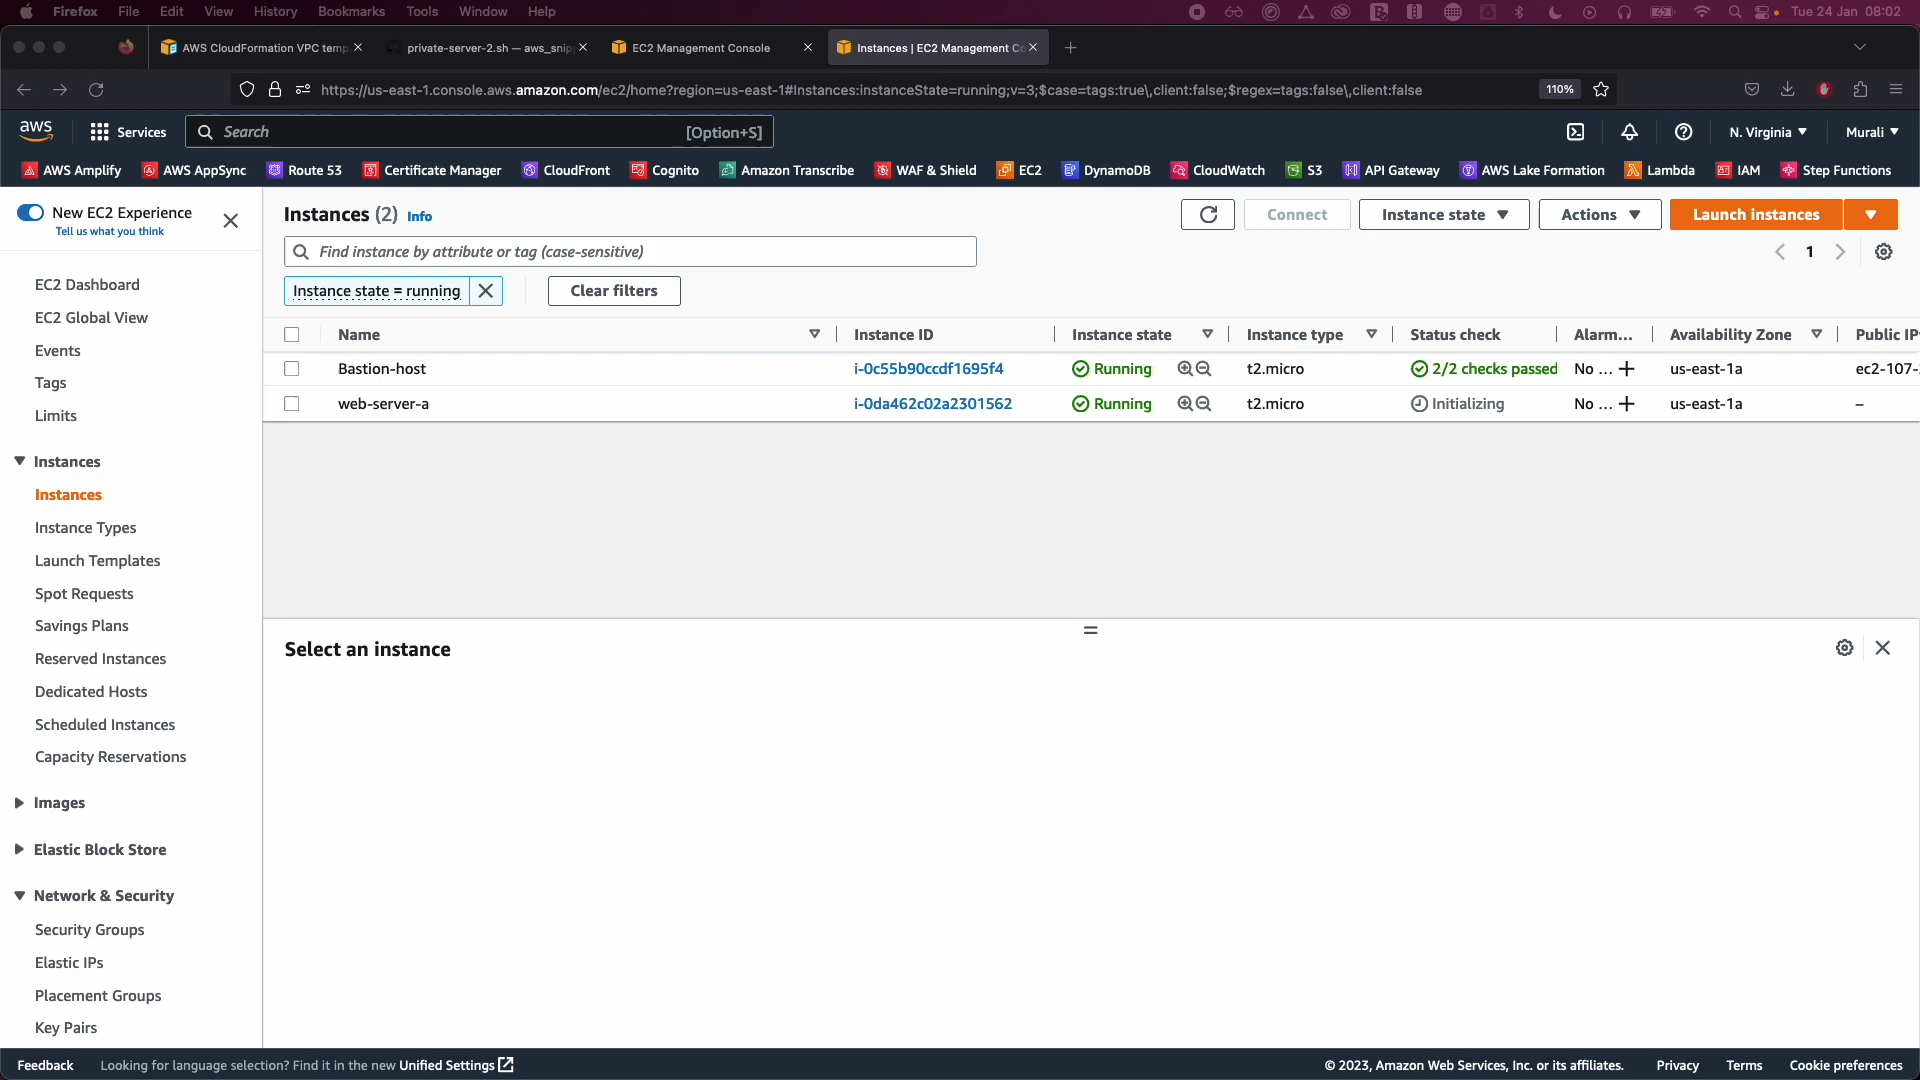 Firefox File Edit View History Bookmarks Tools Window Help
Tue 24 Jan 08:02
AWS CloudFormation VPC temp
private-server-2.sh — aws_snip
EC2 Management Console
Instances | EC2 Management Co
https://us-east-1.console.aws.amazon.com/ec2/home?region=us-east-1#Instances:instanceState=running;v=3;$case=tags:true\,client:false;$regex=tags:false\,client:false
110%
aws
Services
Search
[Option+S]
N. Virginia
Murali
AWS Amplify
AWS AppSync
Route 53
Certificate Manager
CloudFront
Cognito
Amazon Transcribe
WAF & Shield
EC2
DynamoDB
CloudWatch
S3
API Gateway
AWS Lake Formation
Lambda
IAM
Step Functions
New EC2 Experience
Tell us what you think
EC2 Dashboard
EC2 Global View
Events
Tags
Limits
Instances
Instances
Instance Types
Launch Templates
Spot Requests
Savings Plans
Reserved Instances
Dedicated Hosts
Scheduled Instances
Capacity Reservations
Images
Elastic Block Store
Network & Security
Security Groups
Elastic IPs
Placement Groups
Key Pairs
Instances (2) Info
Connect
Instance state
Actions
Launch instances
Find instance by attribute or tag (case-sensitive)
1
Instance state = running
Clear filters
Name Instance ID Instance state Instance type Status check Alarm... Availability Zone Public IP
Bastion-host i-0c55b90ccdf1695f4 Running t2.micro 2/2 checks passed No ... us-east-1a ec2-107-
web-server-a i-0da462c02a2301562 Running t2.micro Initializing No ... us-east-1a –
Select an instance
Feedback
Looking for language selection? Find it in the new Unified Settings
© 2023, Amazon Web Services, Inc. or its affiliates.
Privacy
Terms
Cookie preferences